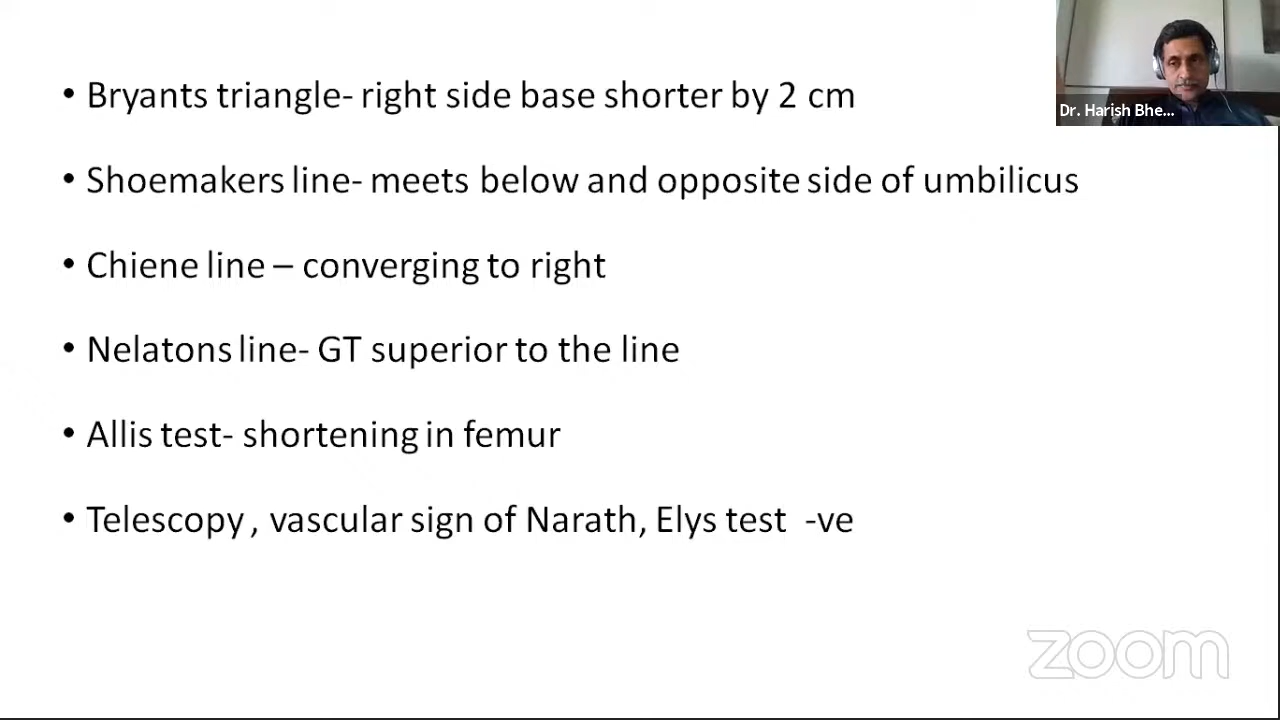 • Bryants triangle- right side base shorter by 2 cm
• Shoemakers line- meets below and opposite side of umbilicus
• Chiene line – converging to right
• Nelatons line- GT superior to the line
• Allis test- shortening in femur
• Telescopy , vascular sign of Narath, Elys test -ve
Dr. Harish Bhe...
zoom